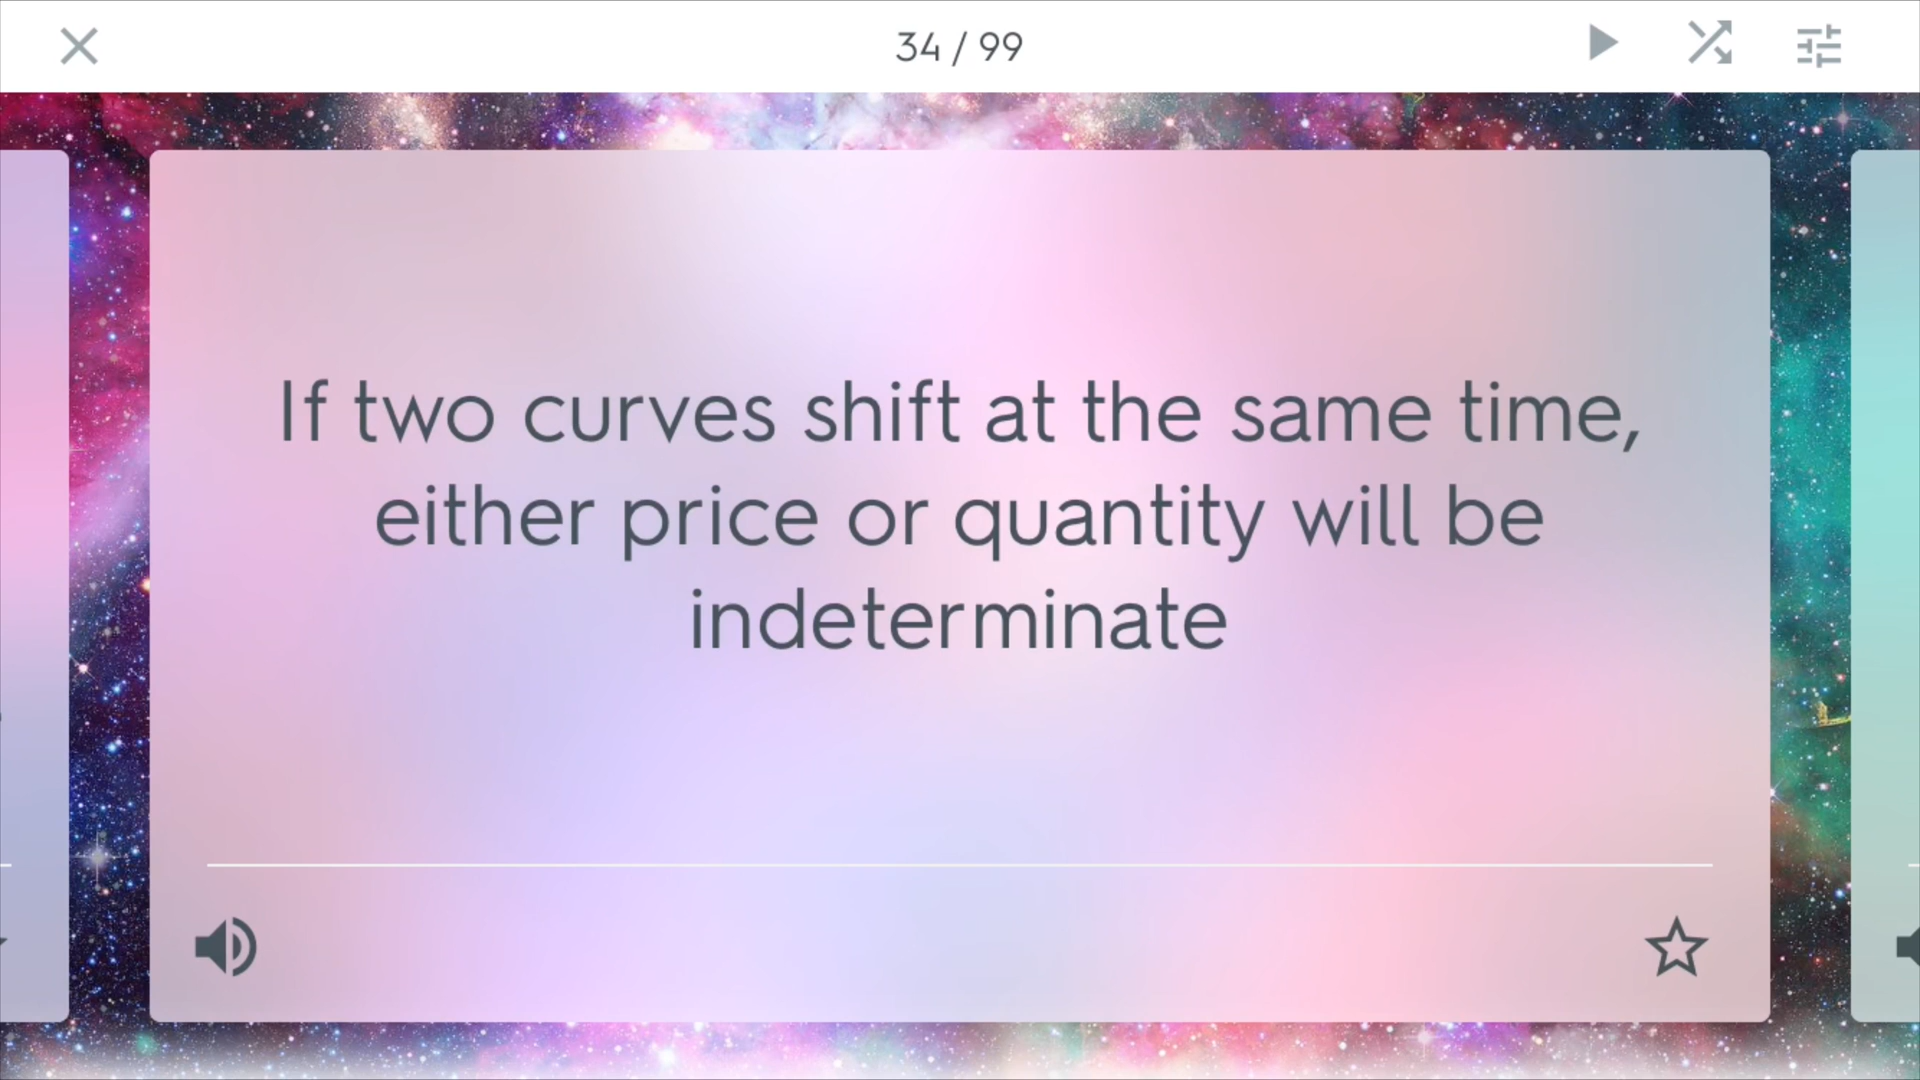 34 / 99
If two curves shift at the same time,
either price or quantity will be
indeterminate